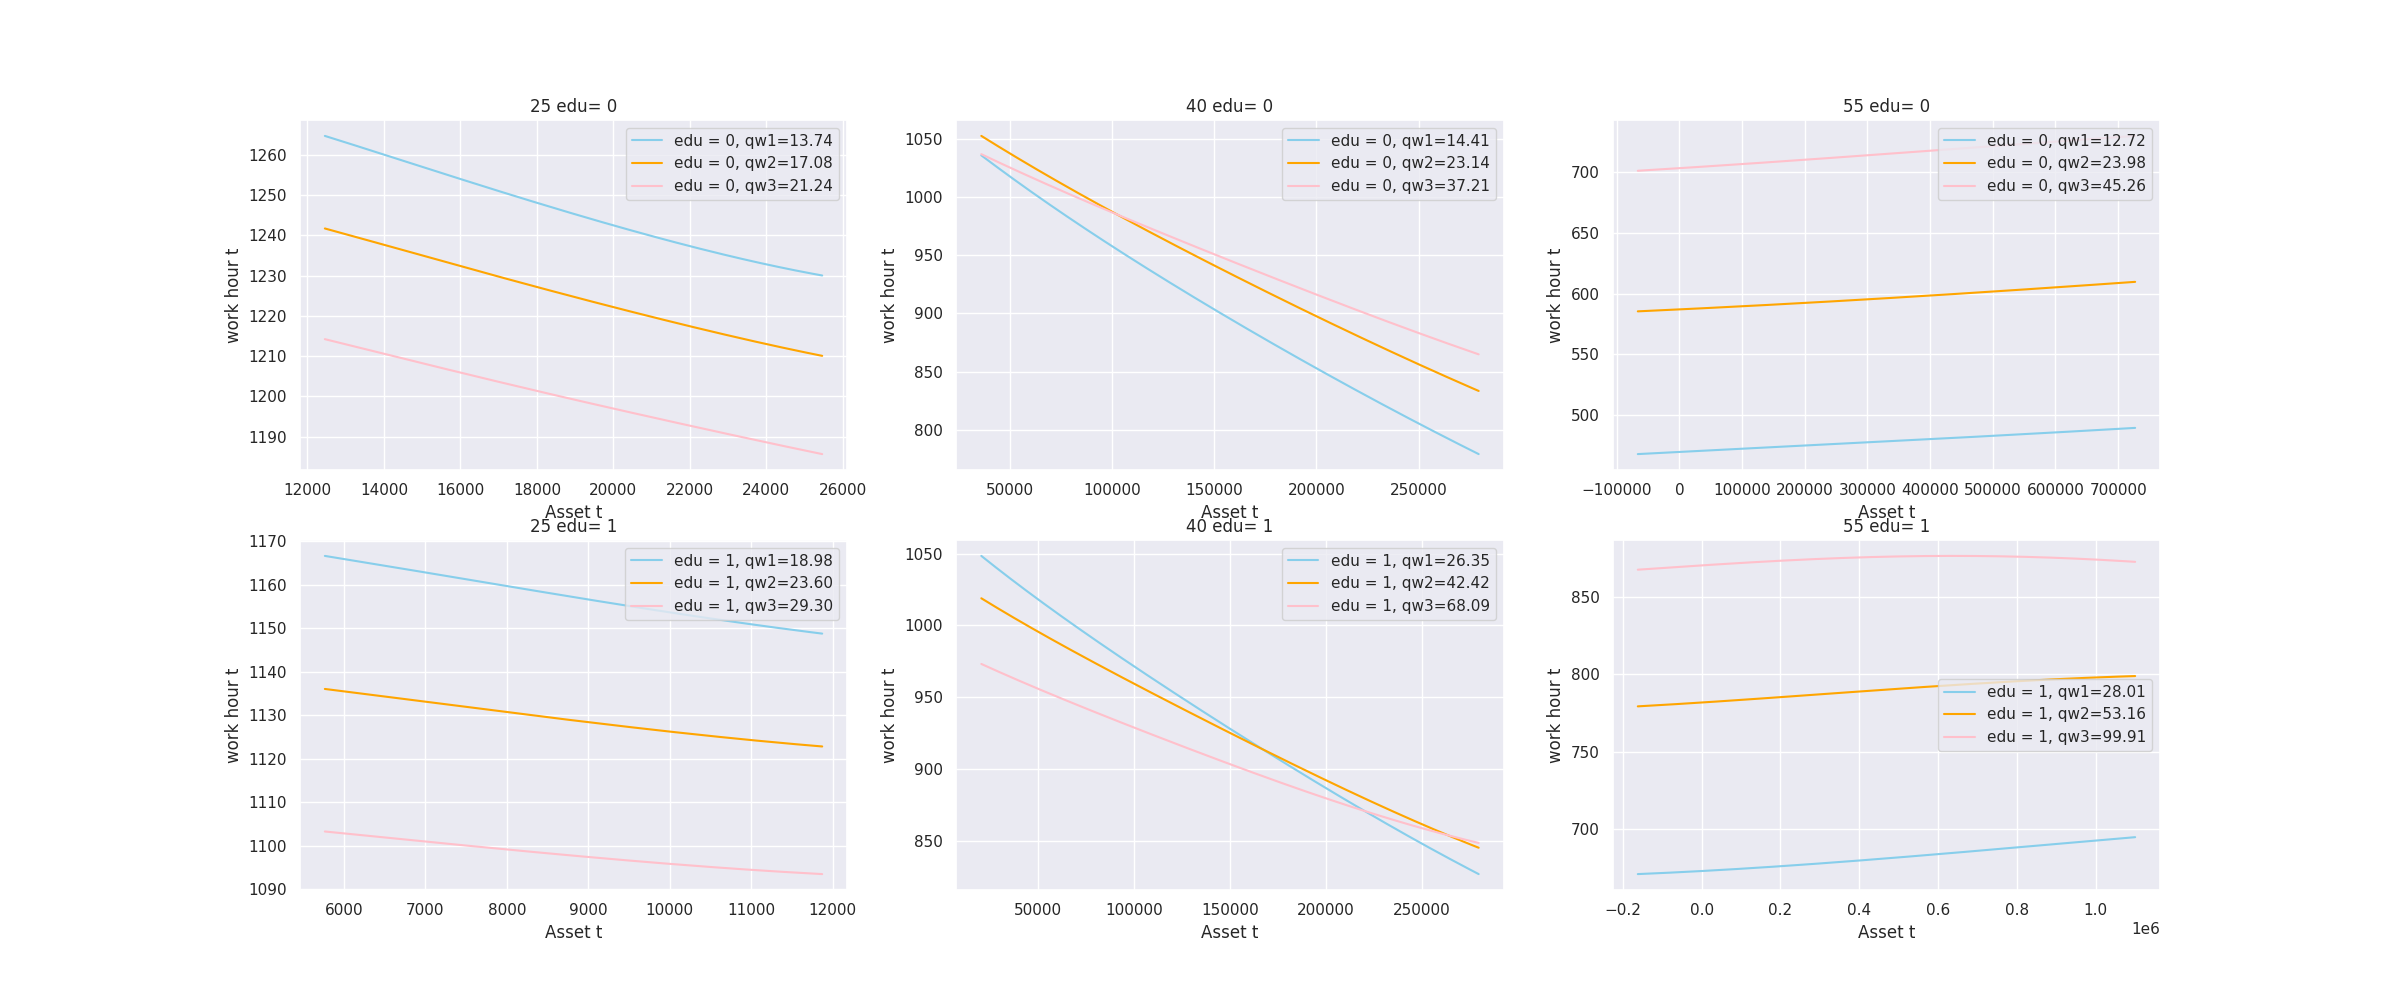 25 edu= 0
work hour t
1260
1250
1240
1230
1220
1210
1200
1190
edu = 0, qw1=13.74
edu = 0, qw2=17.08
edu = 0, qw3=21.24
12000 14000 16000 18000 20000 22000 24000 26000
Asset t
40 edu= 0
work hour t
1050
1000
950
900
850
800
edu = 0, qw1=14.41
edu = 0, qw2=23.14
edu = 0, qw3=37.21
50000 100000 150000 200000 250000
Asset t
55 edu= 0
work hour t
700
650
600
550
500
edu = 0, qw1=12.72
edu = 0, qw2=23.98
edu = 0, qw3=45.26
−100000 0 100000 200000 300000 400000 500000 600000 700000
Asset t
25 edu= 1
work hour t
1170
1160
1150
1140
1130
1120
1110
1100
1090
edu = 1, qw1=18.98
edu = 1, qw2=23.60
edu = 1, qw3=29.30
6000 7000 8000 9000 10000 11000 12000
Asset t
40 edu= 1
work hour t
1050
1000
950
900
850
edu = 1, qw1=26.35
edu = 1, qw2=42.42
edu = 1, qw3=68.09
50000 100000 150000 200000 250000
Asset t
55 edu= 1
work hour t
850
800
750
700
edu = 1, qw1=28.01
edu = 1, qw2=53.16
edu = 1, qw3=99.91
−0.2 0.0 0.2 0.4 0.6 0.8 1.0
1e6
Asset t